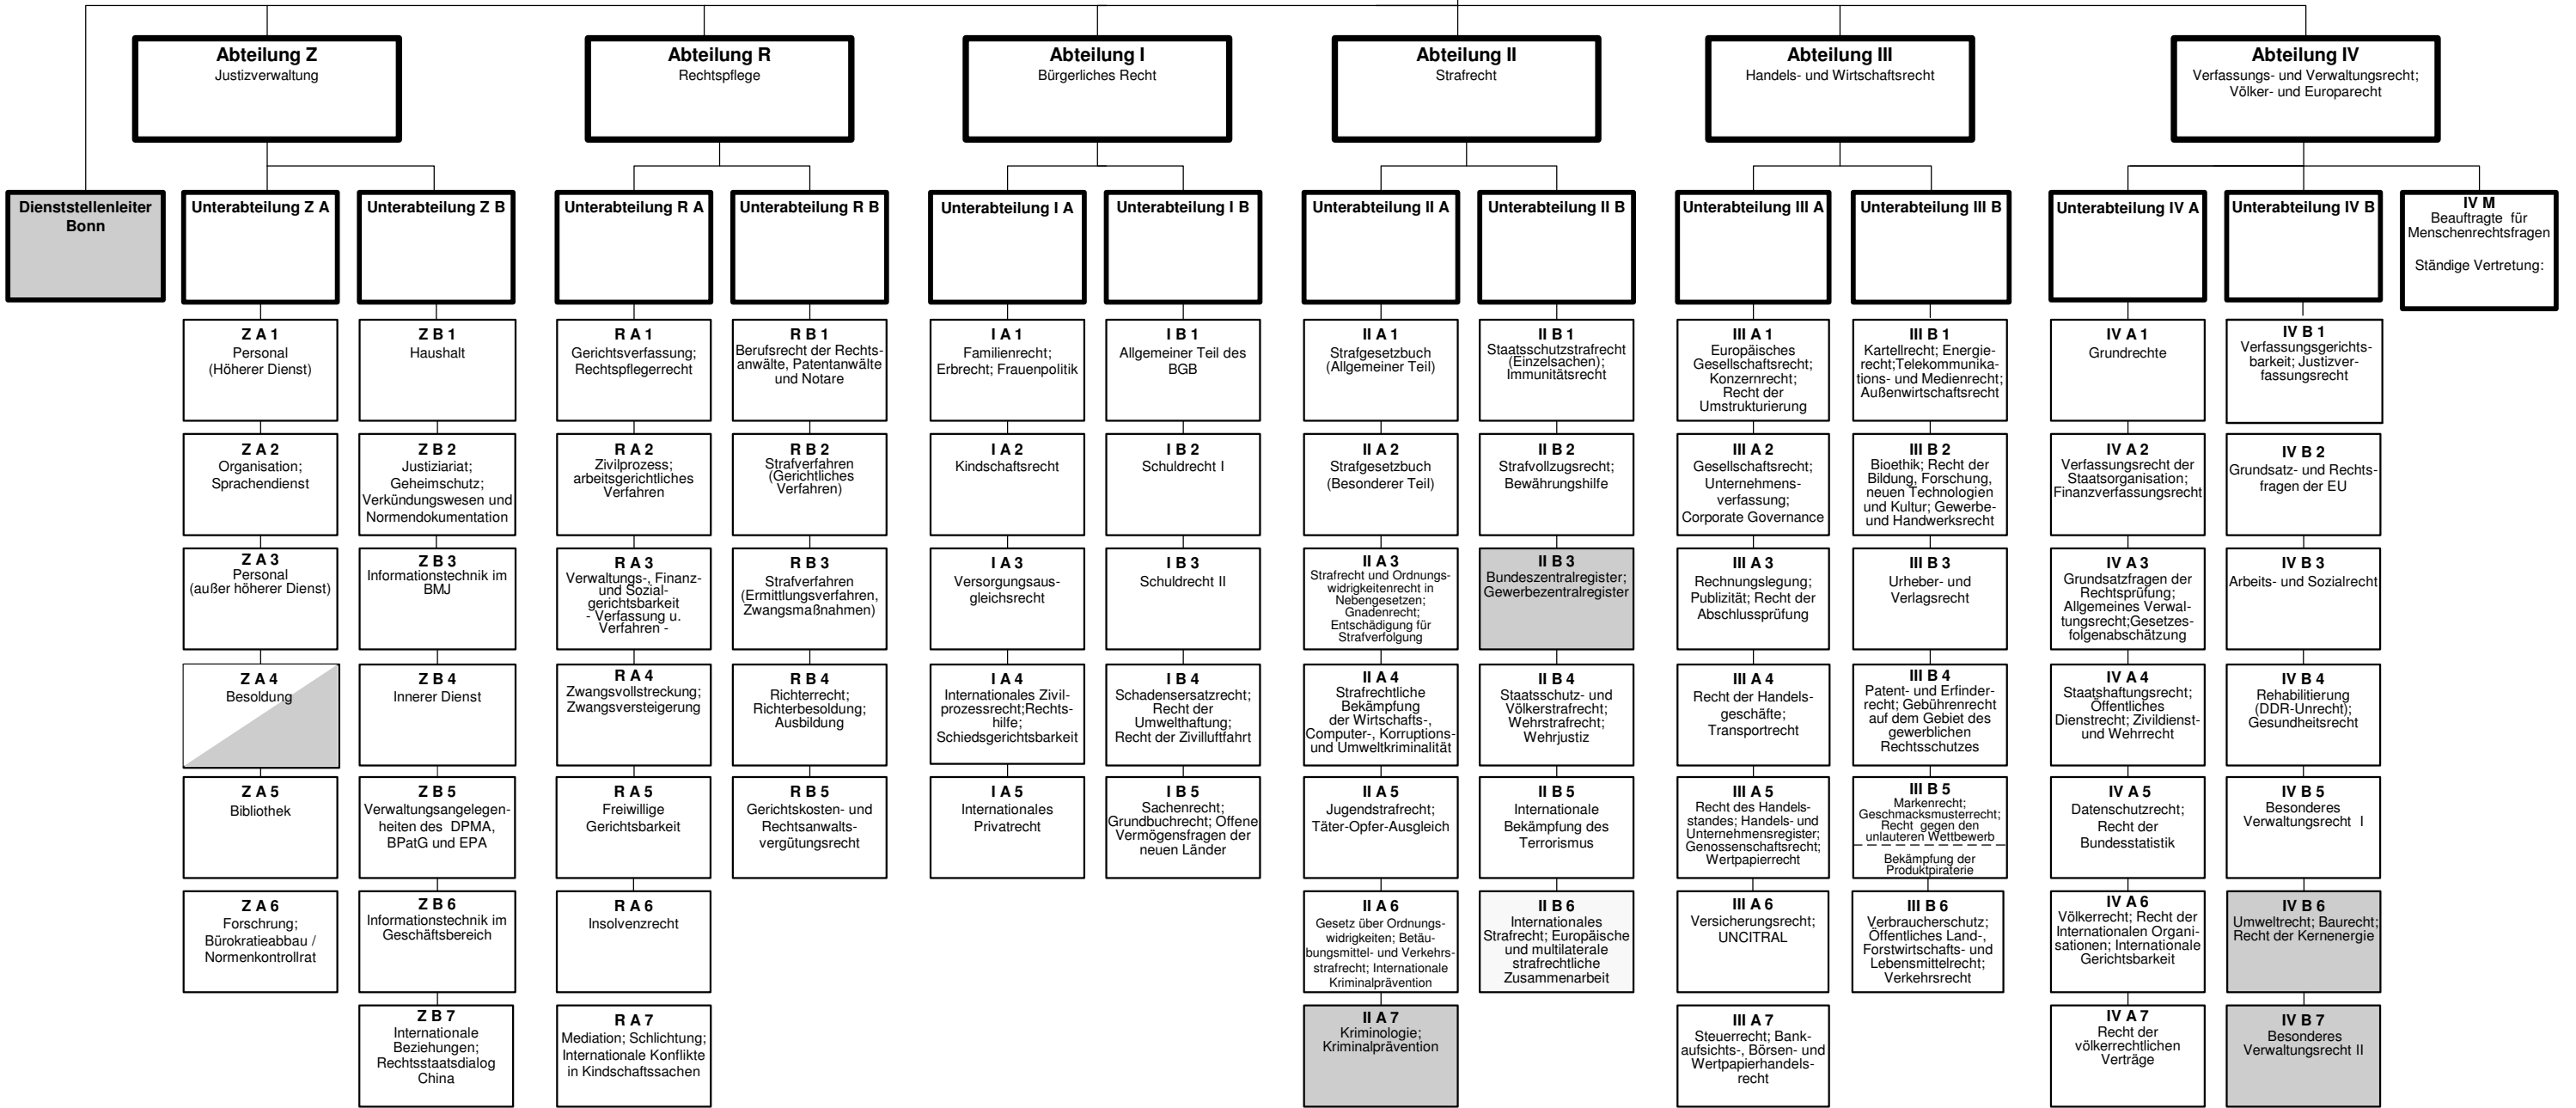 Abteilung Z
Justizverwaltung
Abteilung R
Rechtspflege
Abteilung I
Bürgerliches Recht
Abteilung II
Strafrecht
Abteilung III
Handels- und Wirtschaftsrecht
Abteilung IV
Verfassungs- und Verwaltungsrecht;
Völker- und Europarecht
Dienststellenleiter
Bonn
Unterabteilung Z A
Unterabteilung Z B
Unterabteilung R A
Unterabteilung R B
Unterabteilung I A
Unterabteilung I B
Unterabteilung II A
Unterabteilung II B
Unterabteilung III A
Unterabteilung III B
Unterabteilung IV A
Unterabteilung IV B
IV M
Beauftragte für
Menschenrechtsfragen
Ständige Vertretung:
Z A 1
Personal
(Höherer Dienst)
Z B 1
Haushalt
R A 1
Gerichtsverfassung;
Rechtspflegerrecht
R B 1
Berufsrecht der Rechts-
anwälte, Patentanwälte
und Notare
I A 1
Familienrecht;
Erbrecht; Frauenpolitik
I B 1
Allgemeiner Teil des
BGB
II A 1
Strafgesetzbuch
(Allgemeiner Teil)
II B 1
Staatsschutzstrafrecht
(Einzelsachen);
Immunitätsrecht
III A 1
Europäisches
Gesellschaftsrecht;
Konzernrecht;
Recht der
Umstrukturierung
III B 1
Kartellrecht; Energie-
recht;Telekommunika-
tions- und Medienrecht;
Außenwirtschaftsrecht
IV A 1
Grundrechte
IV B 1
Verfassungsgerichts-
barkeit; Justizver-
fassungsrecht
Z A 2
Organisation;
Sprachendienst
Z B 2
Justiziariat;
Geheimschutz;
Verkündungswesen und
Normendokumentation
R A 2
Zivilprozess;
arbeitsgerichtliches
Verfahren
R B 2
Strafverfahren
(Gerichtliches
Verfahren)
I A 2
Kindschaftsrecht
I B 2
Schuldrecht I
II A 2
Strafgesetzbuch
(Besonderer Teil)
II B 2
Strafvollzugsrecht;
Bewährungshilfe
III A 2
Gesellschaftsrecht;
Unternehmens-
verfassung;
Corporate Governance
III B 2
Bioethik; Recht der
Bildung, Forschung,
neuen Technologien
und Kultur; Gewerbe-
und Handwerksrecht
IV A 2
Verfassungsrecht der
Staatsorganisation;
Finanzverfassungsrecht
IV B 2
Grundsatz- und Rechts-
fragen der EU
Z A 3
Personal
(außer höherer Dienst)
Z B 3
Informationstechnik im
BMJ
R A 3
Verwaltungs-, Finanz-
und Sozial-
gerichtsbarkeit
- Verfassung u.
Verfahren -
R B 3
Strafverfahren
(Ermittlungsverfahren,
Zwangsmaßnahmen)
I A 3
Versorgungsaus-
gleichsrecht
I B 3
Schuldrecht II
II A 3
Strafrecht und Ordnungs-
widrigkeitenrecht in
Nebengesetzen;
Gnadenrecht;
Entschädigung für
Strafverfolgung
II B 3
Bundeszentralregister;
Gewerbezentralregister
III A 3
Rechnungslegung;
Publizität; Recht der
Abschlussprüfung
III B 3
Urheber- und
Verlagsrecht
IV A 3
Grundsatzfragen der
Rechtsprüfung;
Allgemeines Verwal-
tungsrecht;Gesetzes-
folgenabschätzung
IV B 3
Arbeits- und Sozialrecht
Z A 4
Besoldung
Z B 4
Innerer Dienst
R A 4
Zwangsvollstreckung;
Zwangsversteigerung
R B 4
Richterrecht;
Richterbesoldung;
Ausbildung
I A 4
Internationales Zivil-
prozessrecht;Rechts-
hilfe;
Schiedsgerichtsbarkeit
I B 4
Schadensersatzrecht;
Recht der
Umwelthaftung;
Recht der Zivilluftfahrt
II A 4
Strafrechtliche
Bekämpfung
der Wirtschafts-,
Computer-, Korruptions-
und Umweltkriminalität
II B 4
Staatsschutz- und
Völkerstrafrecht;
Wehrstrafrecht;
Wehrjustiz
III A 4
Recht der Handels-
geschäfte;
Transportrecht
III B 4
Patent- und Erfinder-
recht; Gebührenrecht
auf dem Gebiet des
gewerblichen
Rechtsschutzes
IV A 4
Staatshaftungsrecht;
Öffentliches
Dienstrecht; Zivildienst-
und Wehrrecht
IV B 4
Rehabilitierung
(DDR-Unrecht);
Gesundheitsrecht
Z A 5
Bibliothek
Z B 5
Verwaltungsangelegen-
heiten des DPMA,
BPatG und EPA
R A 5
Freiwillige
Gerichtsbarkeit
R B 5
Gerichtskosten- und
Rechtsanwalts-
vergütungsrecht
I A 5
Internationales
Privatrecht
I B 5
Sachenrecht;
Grundbuchrecht; Offene
Vermögensfragen der
neuen Länder
II A 5
Jugendstrafrecht;
Täter-Opfer-Ausgleich
II B 5
Internationale
Bekämpfung des
Terrorismus
III A 5
Recht des Handels-
standes; Handels- und
Unternehmensregister;
Genossenschaftsrecht;
Wertpapierrecht
III B 5
Markenrecht;
Geschmacksmusterrecht;
Recht gegen den
unlauteren Wettbewerb
Bekämpfung der
Produktpiraterie
IV A 5
Datenschutzrecht;
Recht der
Bundesstatistik
IV B 5
Besonderes
Verwaltungsrecht I
Z A 6
Forschrung;
Bürokratieabbau /
Normenkontrollrat
Z B 6
Informationstechnik im
Geschäftsbereich
R A 6
Insolvenzrecht
II A 6
Gesetz über Ordnungs-
widrigkeiten; Betäu-
bungsmittel- und Verkehrs-
strafrecht; Internationale
Kriminalprävention
II B 6
Internationales
Strafrecht; Europäische
und multilaterale
strafrechtliche
Zusammenarbeit
III A 6
Versicherungsrecht;
UNCITRAL
III B 6
Verbraucherschutz;
Öffentliches Land-,
Forstwirtschafts- und
Lebensmittelrecht;
Verkehrsrecht
IV A 6
Völkerrecht; Recht der
Internationalen Organi-
sationen; Internationale
Gerichtsbarkeit
IV B 6
Umweltrecht; Baurecht;
Recht der Kernenergie
Z B 7
Internationale
Beziehungen;
Rechtsstaatsdialog
China
R A 7
Mediation; Schlichtung;
Internationale Konflikte
in Kindschaftssachen
II A 7
Kriminologie;
Kriminalprävention
III A 7
Steuerrecht; Bank-
aufsichts-, Börsen- und
Wertpapierhandels-
recht
IV A 7
Recht der
völkerrechtlichen
Verträge
IV B 7
Besonderes
Verwaltungsrecht II